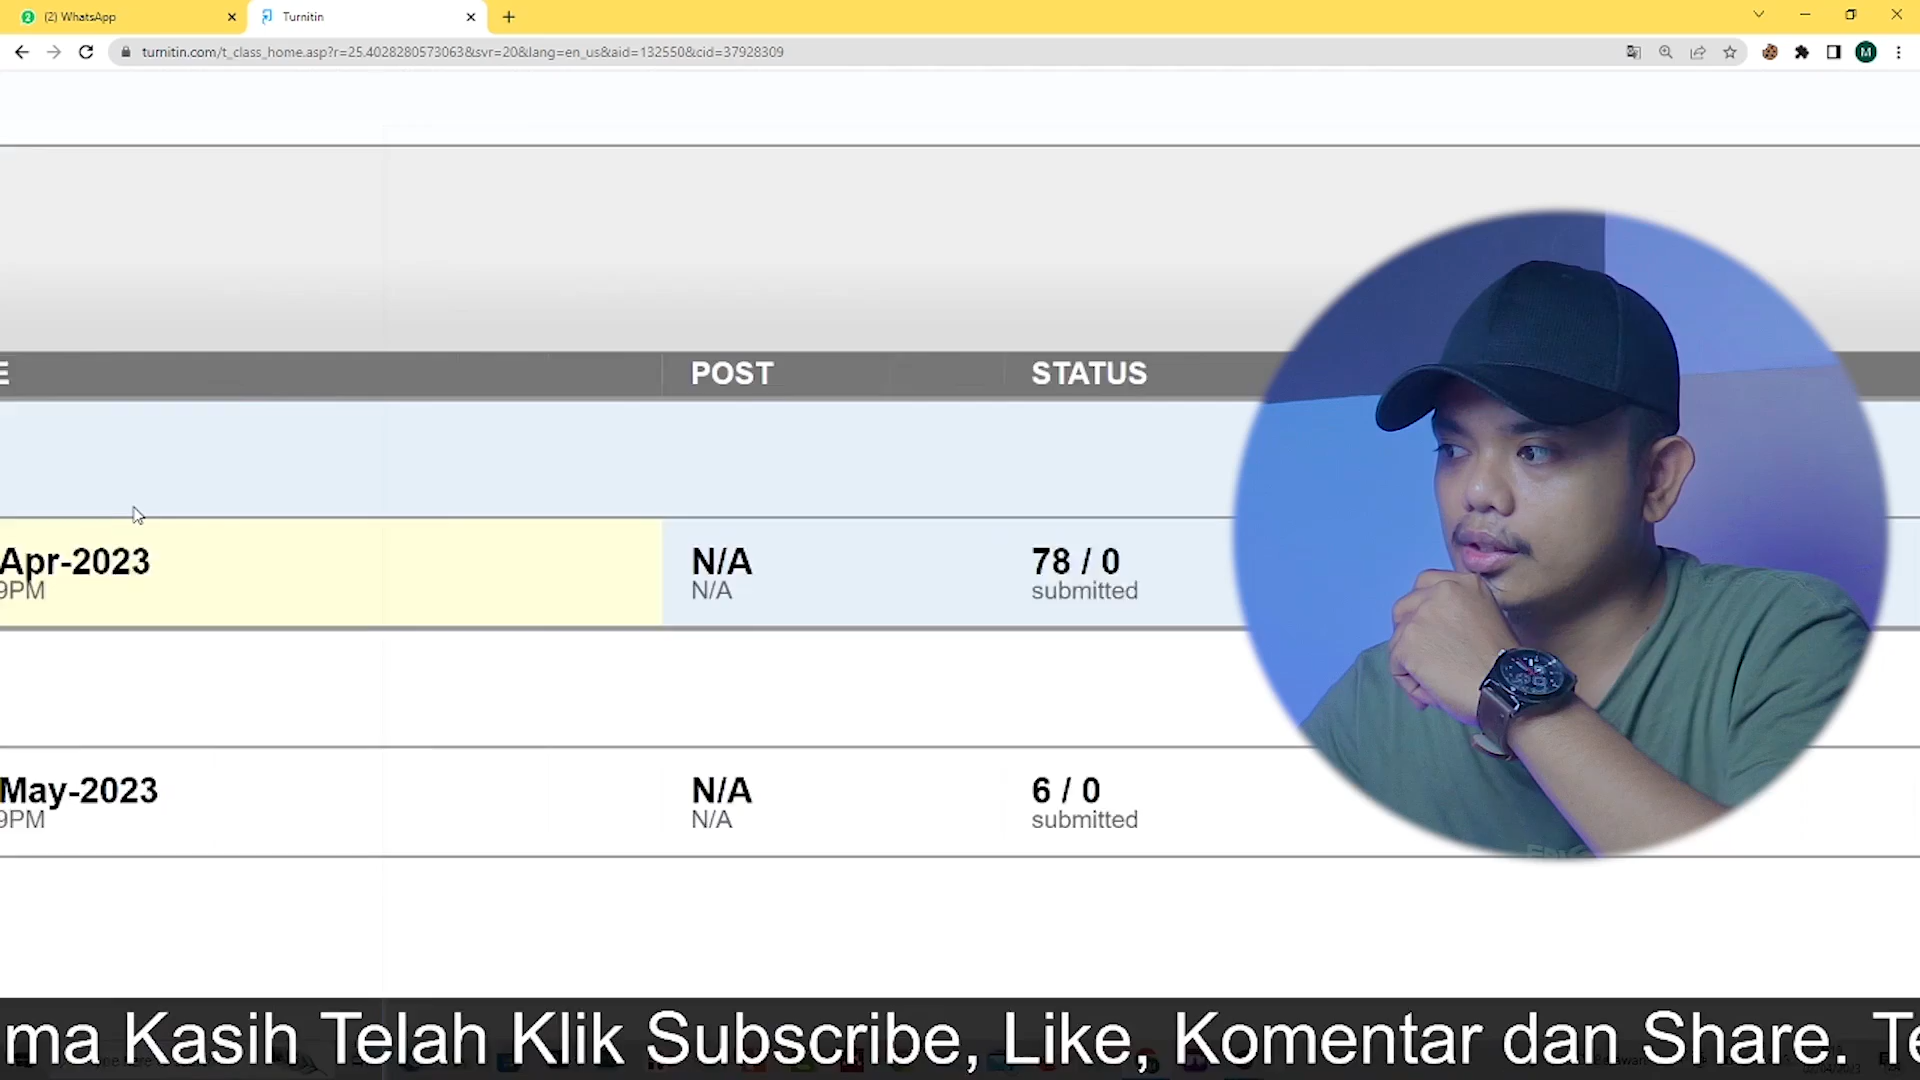 (2) WhatsApp
Turnitin
turnitin.com/t_class_home.asp?r=25.4028280573063&svr=20&lang=en_us&aid=132550&cid=37928309
M
POST STATUS
Apr-2023 N/A 78 / 0
9PM N/A submitted
May-2023 N/A 6 / 0
9PM N/A submitted
ma Kasih Telah Klik Subscribe, Like, Komentar dan Share. Te